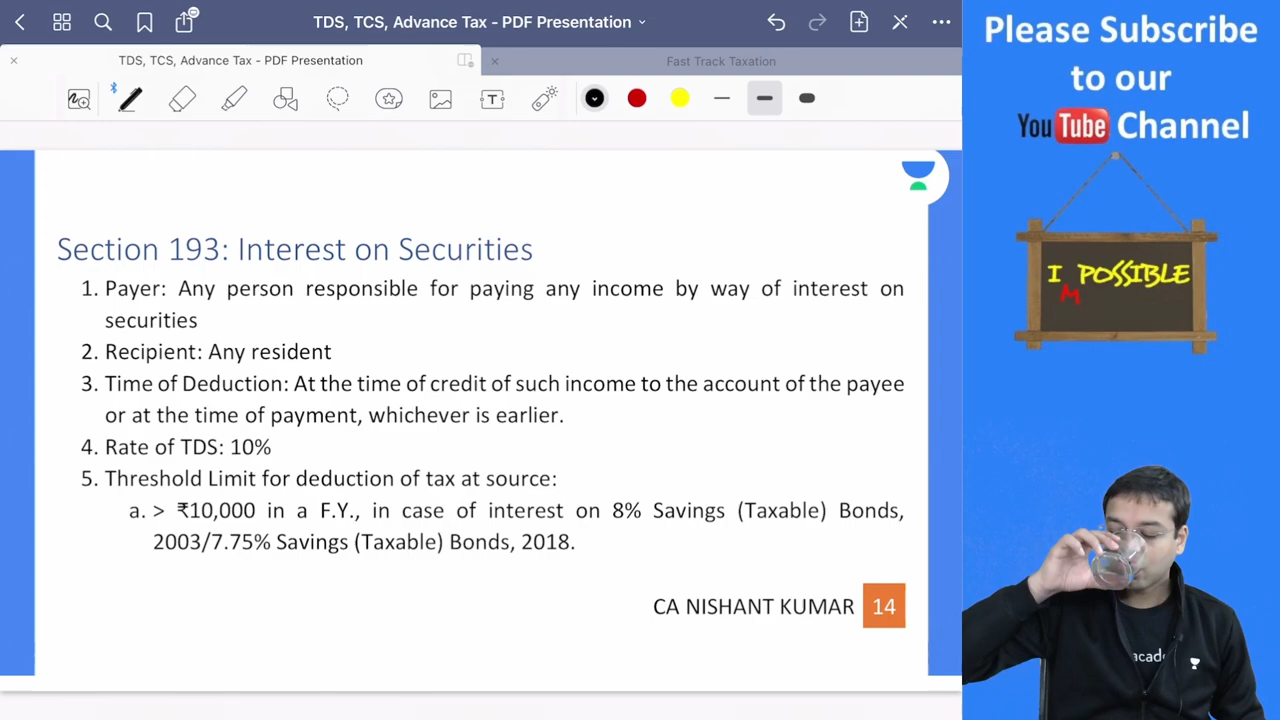 TDS, TCS, Advance Tax - PDF Presentation
TDS, TCS, Advance Tax - PDF Presentation
Fast Track Taxation
Section 193: Interest on Securities
1. Payer: Any person responsible for paying any income by way of interest on
securities
2. Recipient: Any resident
3. Time of Deduction: At the time of credit of such income to the account of the payee
or at the time of payment, whichever is earlier.
4. Rate of TDS: 10%
5. Threshold Limit for deduction of tax at source:
a. > ₹10,000 in a F.Y., in case of interest on 8% Savings (Taxable) Bonds,
2003/7.75% Savings (Taxable) Bonds, 2018.
CA NISHANT KUMAR 14
Please Subscribe
to our
YouTube Channel
I POSSIBLE
M